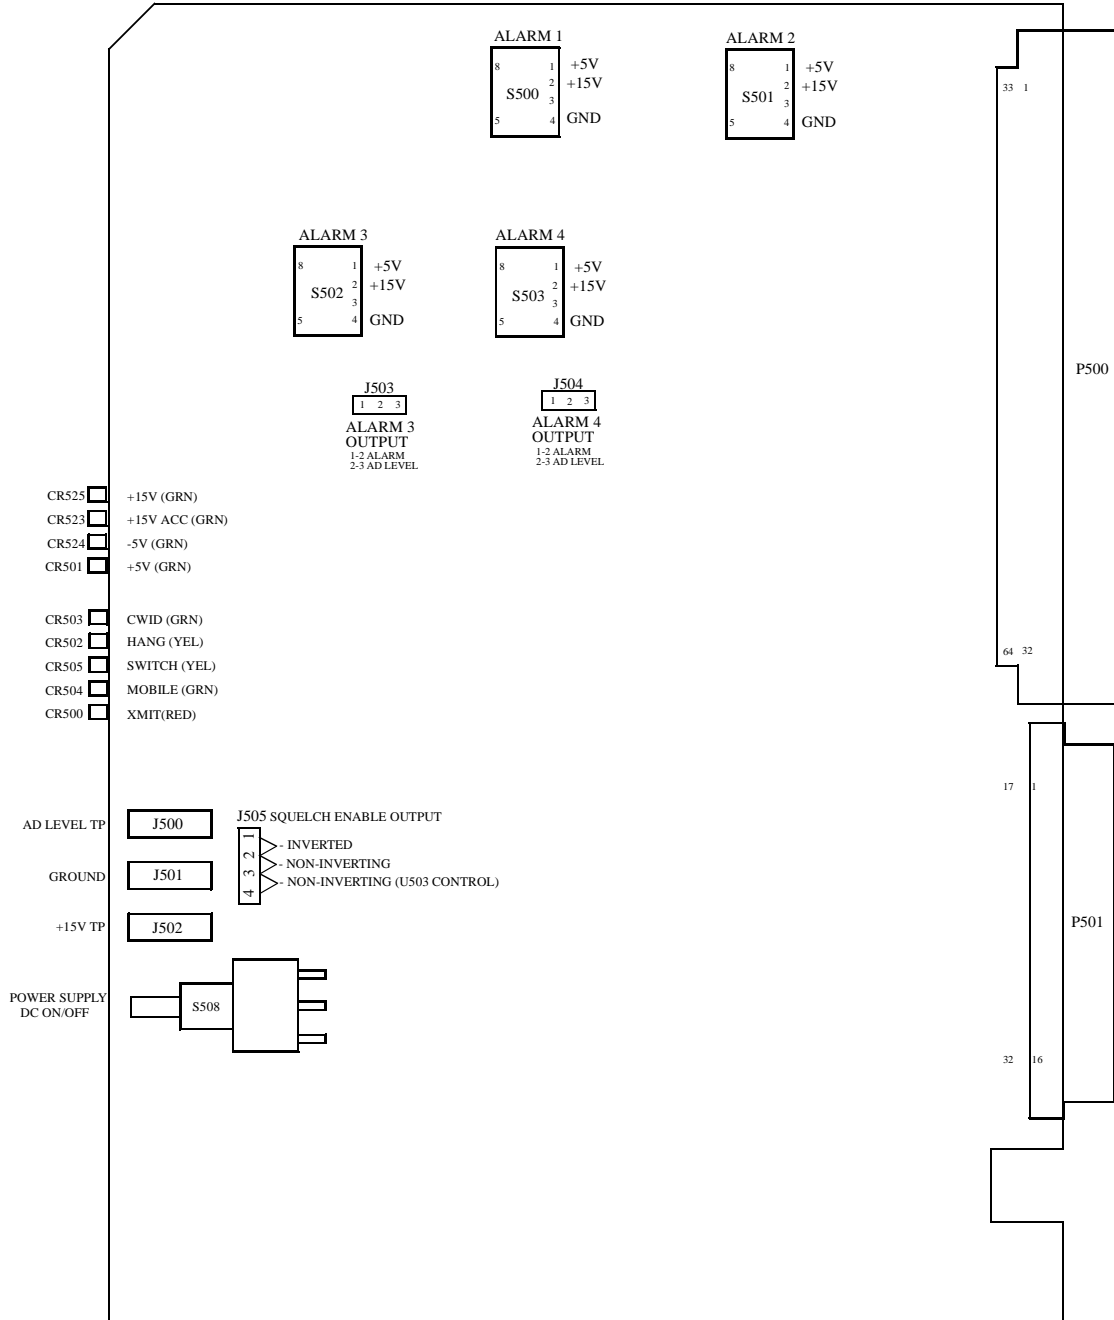 ALARM 1
8 1 +5V
2 +15V
S500
3
5 4 GND
ALARM 2
8 1 +5V
2 +15V
S501
3
5 4 GND
33 1
ALARM 3
8 1 +5V
2 +15V
S502
3
5 4 GND
ALARM 4
8 1 +5V
2 +15V
S503
3
5 4 GND
P500
J503
1 2 3
ALARM 3
OUTPUT
1-2 ALARM
2-3 AD LEVEL
J504
1 2 3
ALARM 4
OUTPUT
1-2 ALARM
2-3 AD LEVEL
CR525 +15V (GRN)
CR523 +15V ACC (GRN)
CR524 -5V (GRN)
CR501 +5V (GRN)
CR503 CWID (GRN)
CR502 HANG (YEL)
CR505 SWITCH (YEL)
CR504 MOBILE (GRN)
CR500 XMIT(RED)
64 32
17 1
AD LEVEL TP J500
GROUND J501
+15V TP J502
J505 SQUELCH ENABLE OUTPUT
1 2 3 4
- INVERTED
- NON-INVERTING
- NON-INVERTING (U503 CONTROL)
P501
POWER SUPPLY
DC ON/OFF
S508
32 16